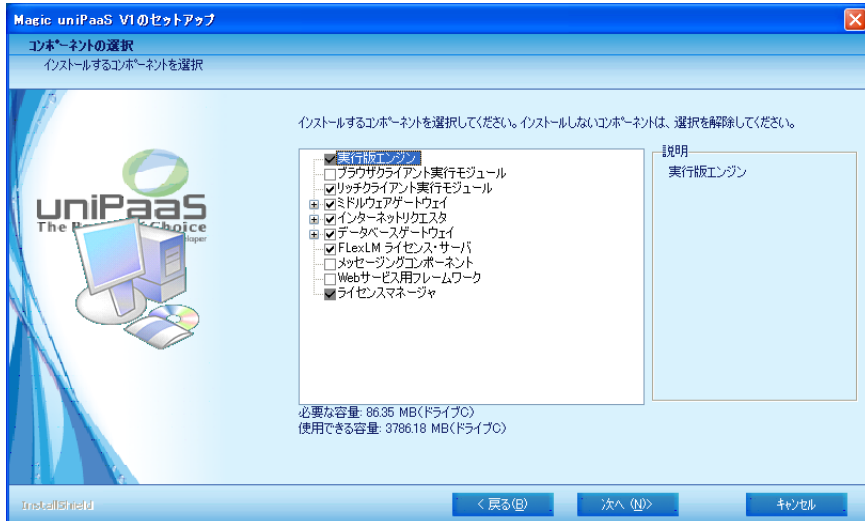 Magic uniPaaS V1のセットアップ
コンポーネントの選択
インストールするコンポーネントを選択
インストールするコンポーネントを選択してください。インストールしないコンポーネントは、選択を解除してください。
実行版エンジン
ブラウザクライアント実行モジュール
リッチクライアント実行モジュール
ミドルウェアゲートウェイ
インターネットリクエスタ
データベースゲートウェイ
FLexLM ライセンス・サーバ
メッセージングコンポーネント
Webサービス用フレームワーク
ライセンスマネージャ
説明
実行版エンジン
uniPaaS
The Choice
必要な容量: 86.35 MB(ドライブC)
使用できる容量: 3786.18 MB(ドライブC)
InstallShield
< 戻る(B)
次へ (N)>
キャンセル